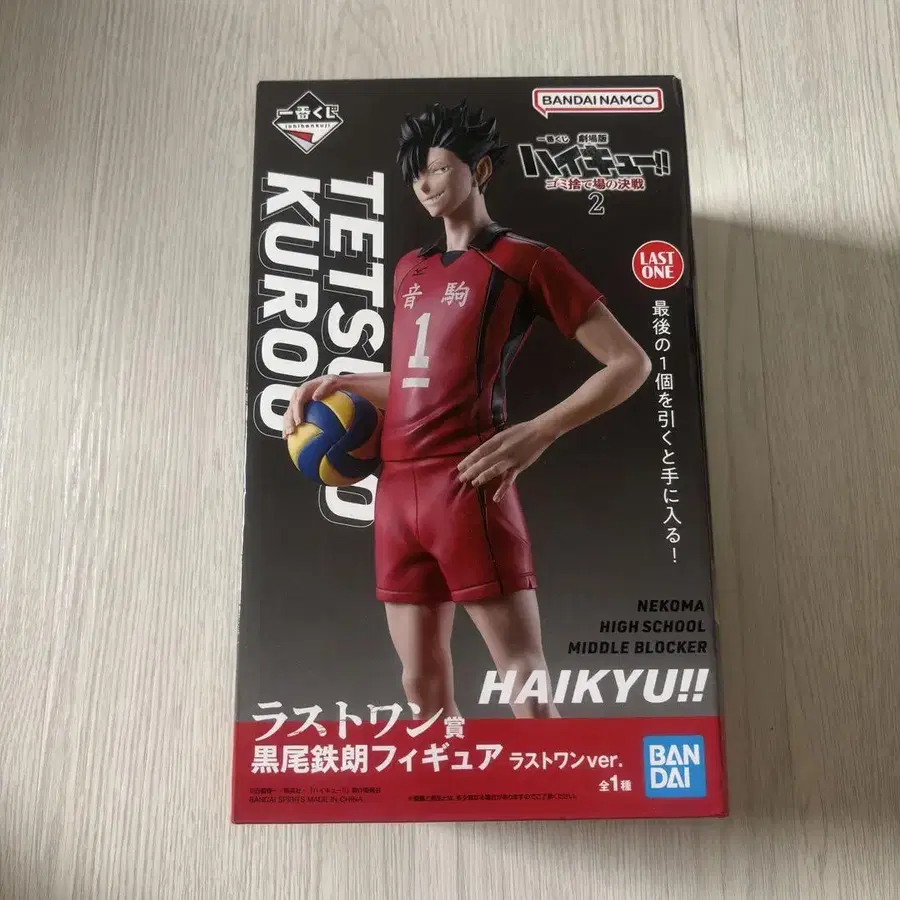 一番くじ
ichibankuji
BANDAI NAMCO
一番くじ 劇場版
ハイキュー!!
ゴミ捨て場の決戦
2
TETSU O
KUROO
LAST
ONE
最後の1個を引くと手に入る!
音駒
1
NEKOMA
HIGH SCHOOL
MIDDLE BLOCKER
HAIKYU!!
ラストワン賞
黒尾鉄朗フィギュア ラストワンver.
全1種
BAN
DAI
BANDAI SPIRITS MADE IN CHINA